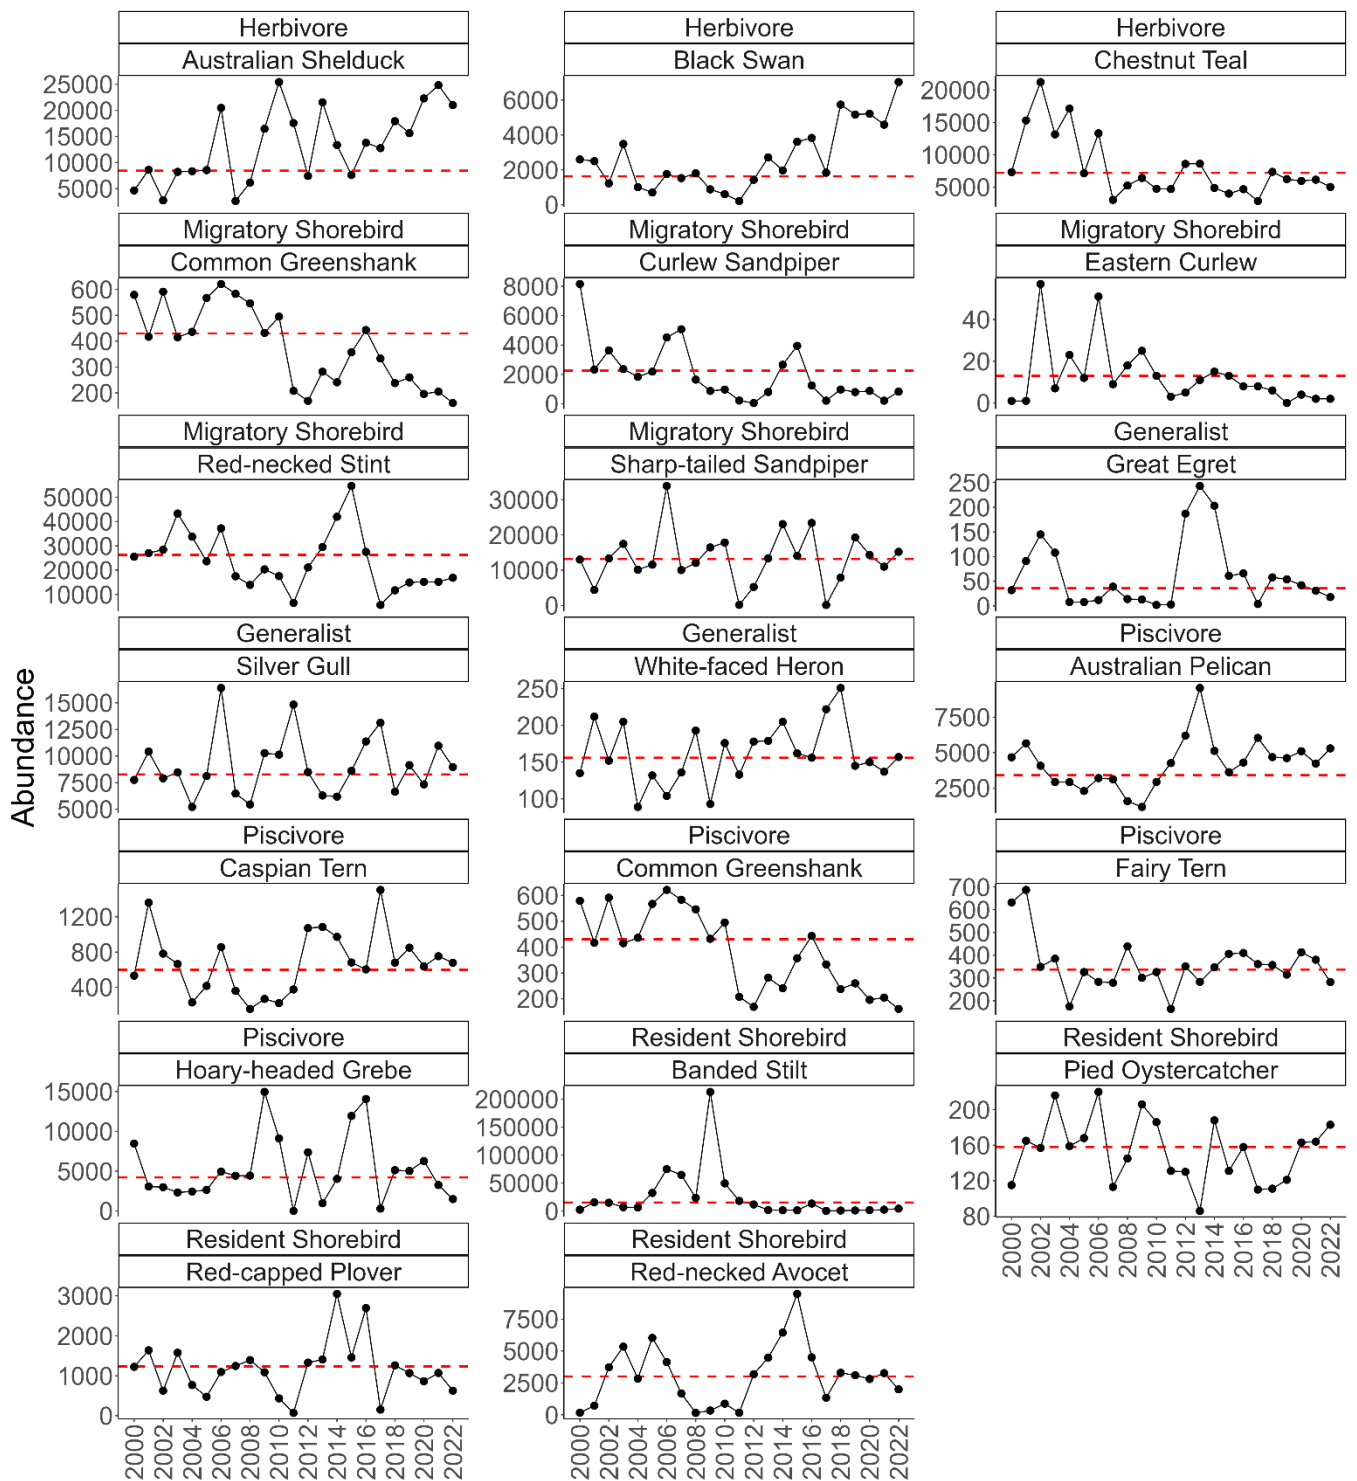 Herbivore
Australian Shelduck
25000
20000
15000
10000
5000
Herbivore
Black Swan
6000
4000
2000
0
Herbivore
Chestnut Teal
20000
15000
10000
5000
Migratory Shorebird
Common Greenshank
600
500
400
300
200
Migratory Shorebird
Curlew Sandpiper
8000
6000
4000
2000
0
Migratory Shorebird
Eastern Curlew
40
20
0
Migratory Shorebird
Red-necked Stint
50000
40000
30000
20000
10000
Migratory Shorebird
Sharp-tailed Sandpiper
30000
20000
10000
0
Generalist
Great Egret
250
200
150
100
50
0
Abundance
Generalist
Silver Gull
15000
12500
10000
7500
5000
Generalist
White-faced Heron
250
200
150
100
Piscivore
Australian Pelican
7500
5000
2500
Piscivore
Caspian Tern
1200
800
400
Piscivore
Common Greenshank
600
500
400
300
200
Piscivore
Fairy Tern
700
600
500
400
300
200
Piscivore
Hoary-headed Grebe
15000
10000
5000
0
Resident Shorebird
Banded Stilt
200000
150000
100000
50000
0
Resident Shorebird
Pied Oystercatcher
200
160
120
80
2000 2002 2004 2006 2008 2010 2012 2014 2016 2018 2020 2022
Resident Shorebird
Red-capped Plover
3000
2000
1000
0
2000 2002 2004 2006 2008 2010 2012 2014 2016 2018 2020 2022
Resident Shorebird
Red-necked Avocet
7500
5000
2500
0
2000 2002 2004 2006 2008 2010 2012 2014 2016 2018 2020 2022